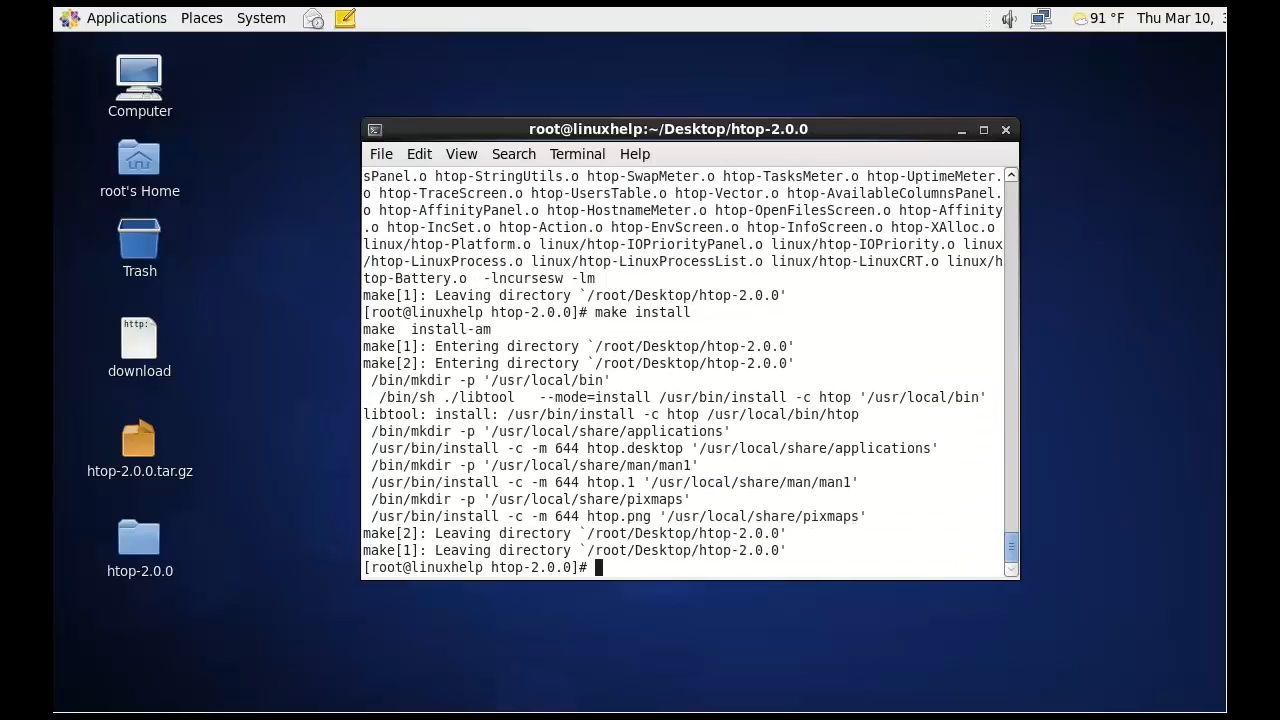 Applications Places System 91 °F Thu Mar 10,
Computer
root's Home
Trash
http:
download
htop-2.0.0.tar.gz
htop-2.0.0
root@linuxhelp:~/Desktop/htop-2.0.0
File Edit View Search Terminal Help
sPanel.o htop-StringUtils.o htop-SwapMeter.o htop-TasksMeter.o htop-UptimeMeter.
o htop-TraceScreen.o htop-UsersTable.o htop-Vector.o htop-AvailableColumnsPanel.
o htop-AffinityPanel.o htop-HostnameMeter.o htop-OpenFilesScreen.o htop-Affinity
.o htop-IncSet.o htop-Action.o htop-EnvScreen.o htop-InfoScreen.o htop-XAlloc.o
linux/htop-Platform.o linux/htop-IOPriorityPanel.o linux/htop-IOPriority.o linux
/htop-LinuxProcess.o linux/htop-LinuxProcessList.o linux/htop-LinuxCRT.o linux/h
top-Battery.o  -lncursesw -lm
make[1]: Leaving directory `/root/Desktop/htop-2.0.0'
[root@linuxhelp htop-2.0.0]# make install
make  install-am
make[1]: Entering directory `/root/Desktop/htop-2.0.0'
make[2]: Entering directory `/root/Desktop/htop-2.0.0'
 /bin/mkdir -p '/usr/local/bin'
  /bin/sh ./libtool   --mode=install /usr/bin/install -c htop '/usr/local/bin'
libtool: install: /usr/bin/install -c htop /usr/local/bin/htop
 /bin/mkdir -p '/usr/local/share/applications'
 /usr/bin/install -c -m 644 htop.desktop '/usr/local/share/applications'
 /bin/mkdir -p '/usr/local/share/man/man1'
 /usr/bin/install -c -m 644 htop.1 '/usr/local/share/man/man1'
 /bin/mkdir -p '/usr/local/share/pixmaps'
 /usr/bin/install -c -m 644 htop.png '/usr/local/share/pixmaps'
make[2]: Leaving directory `/root/Desktop/htop-2.0.0'
make[1]: Leaving directory `/root/Desktop/htop-2.0.0'
[root@linuxhelp htop-2.0.0]#